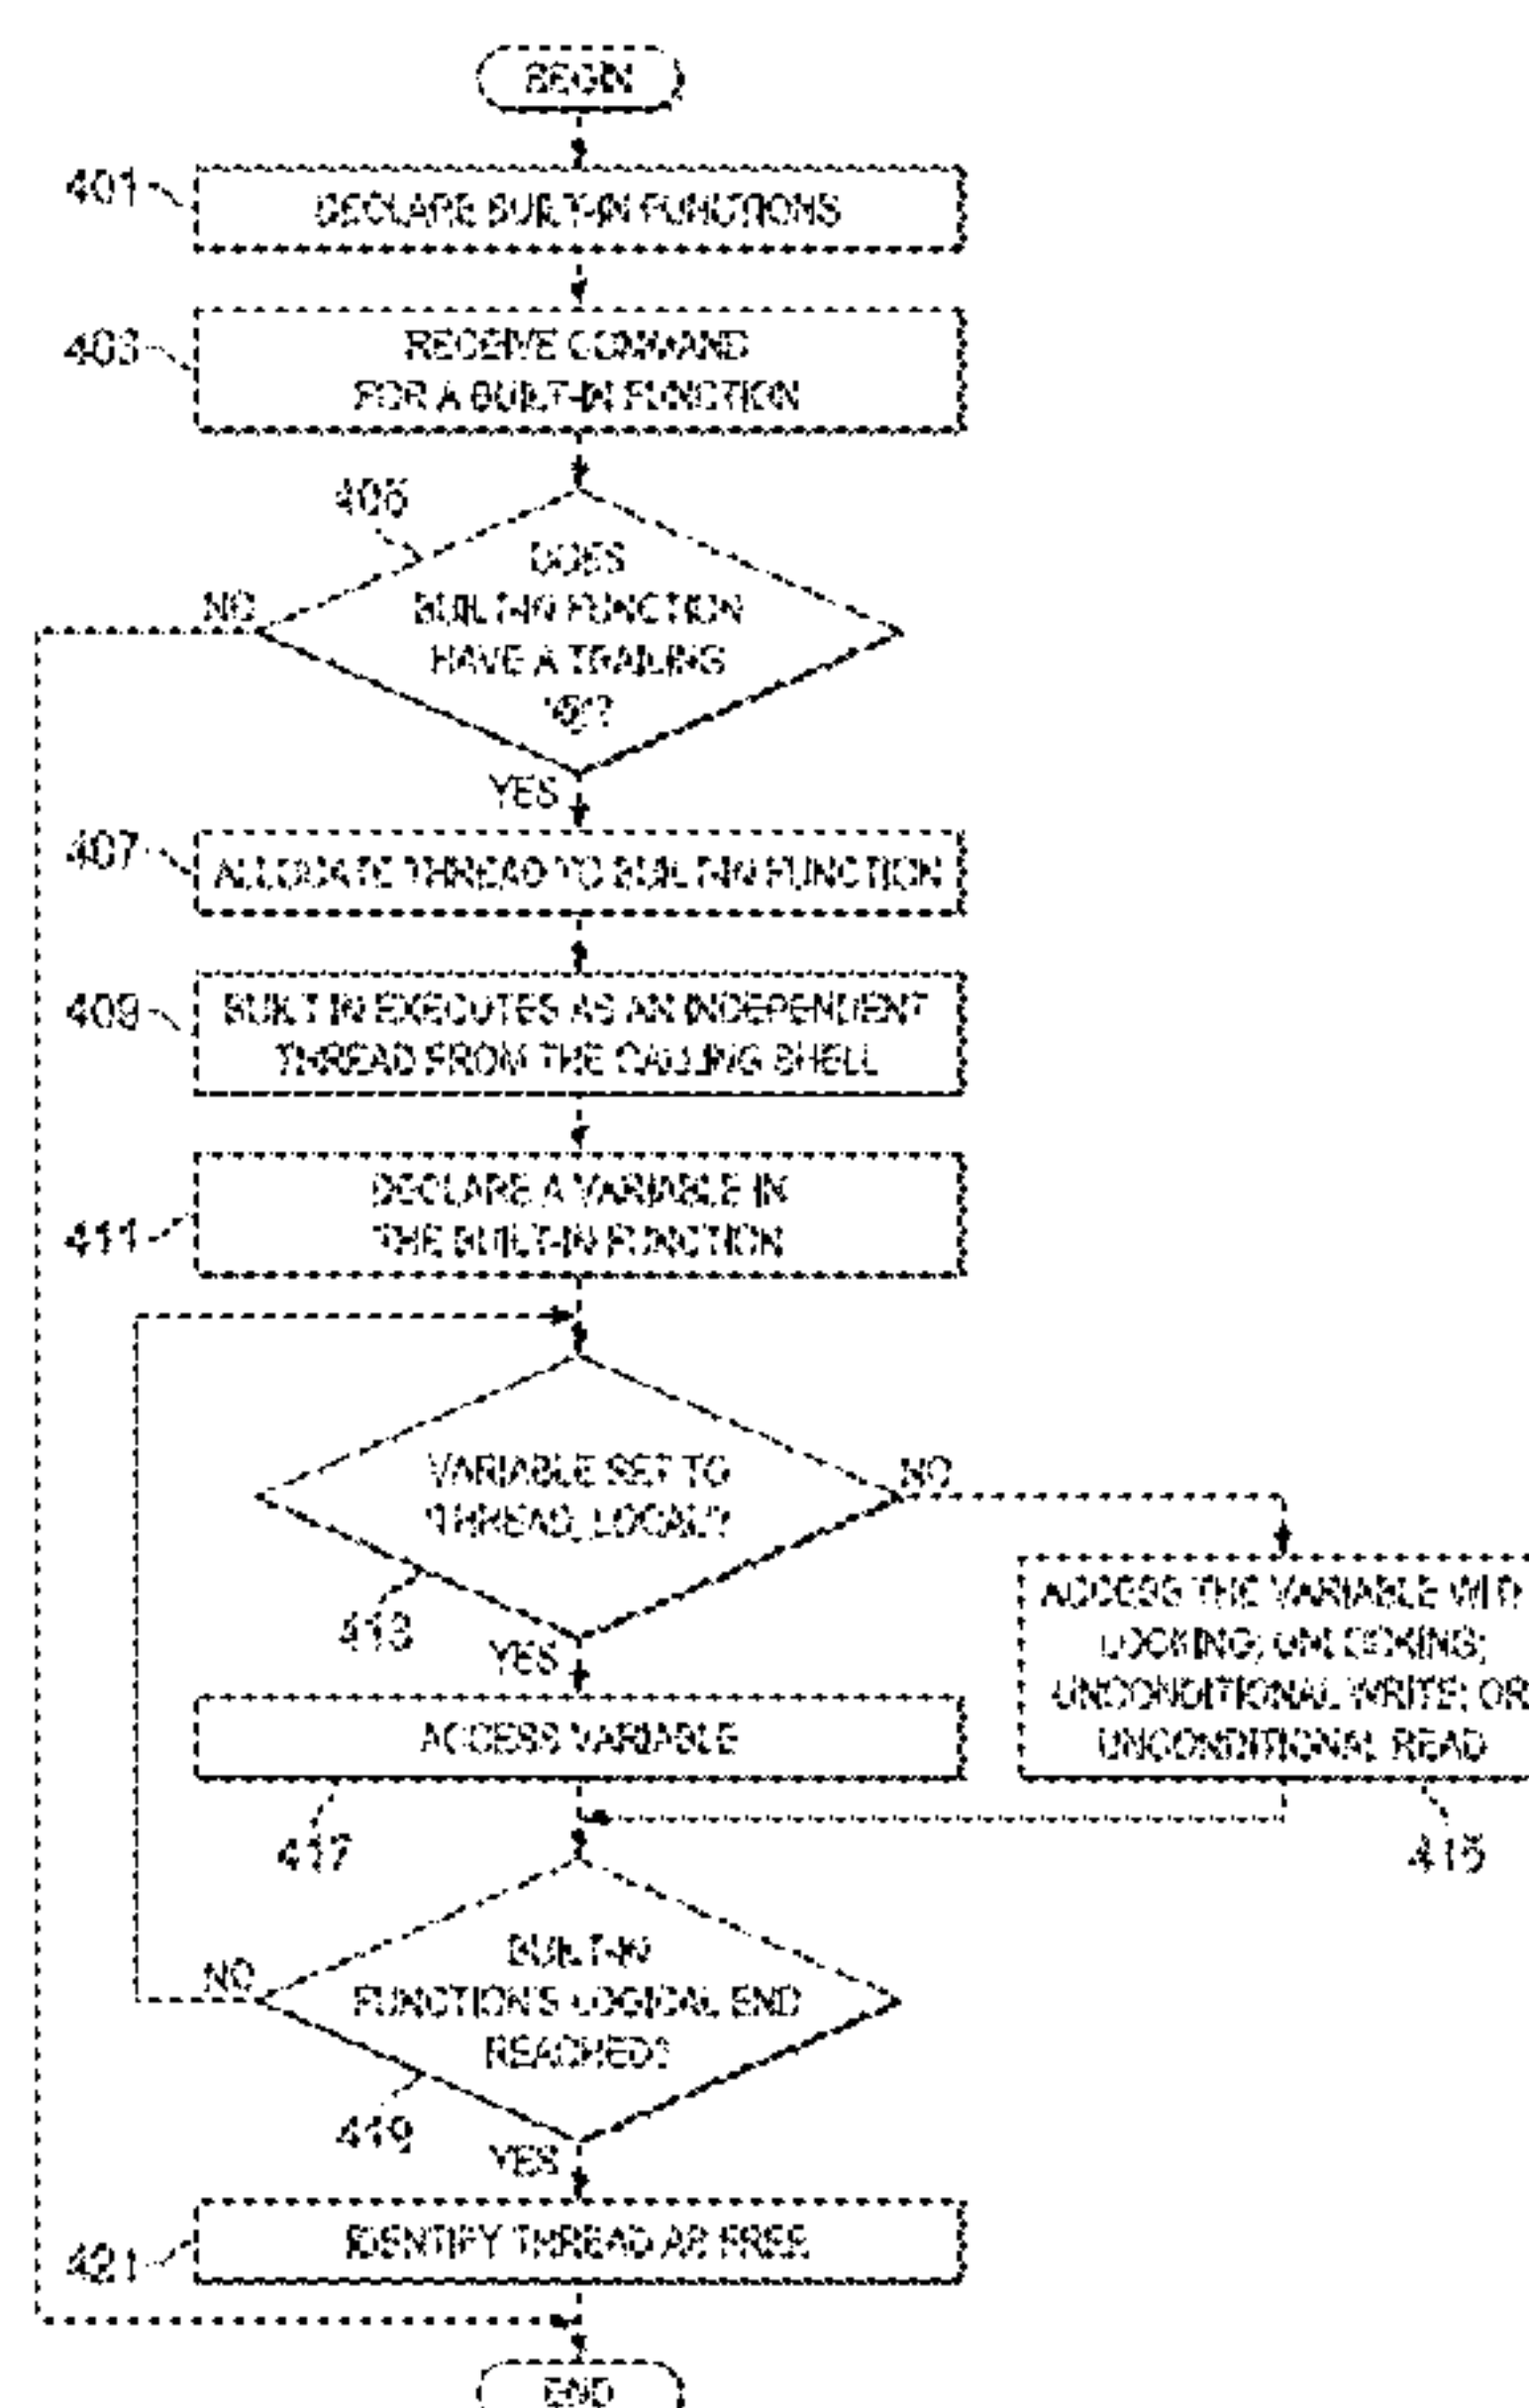 BEGIN
401
DECLARE BUILT-IN FUNCTIONS
403
RECEIVE COMMAND
FOR A BUILT-IN FUNCTION
405
DOES
BUILT-IN FUNCTION
HAVE A TRAILING
NO
YES
407
ALLOCATE THREAD TO BUILT-IN FUNCTION
409
BUILT IN EXECUTES AS AN INDEPENDENT
THREAD FROM THE CALLING SHELL
411
DECLARE A VARIABLE IN
THE BUILT-IN FUNCTION
VARIABLE SET TO
THREAD_LOCAL?
NO
413
YES
ACCESS THE VARIABLE
LOCKING; UNLOCKING;
UNCONDITIONAL WRITE; OR
UNCONDITIONAL READ
ACCESS VARIABLE
417
415
BUILT-IN
FUNCTION'S LOGICAL END
REACHED?
NO
419
YES
421
IDENTIFY THREAD AS FREE
END